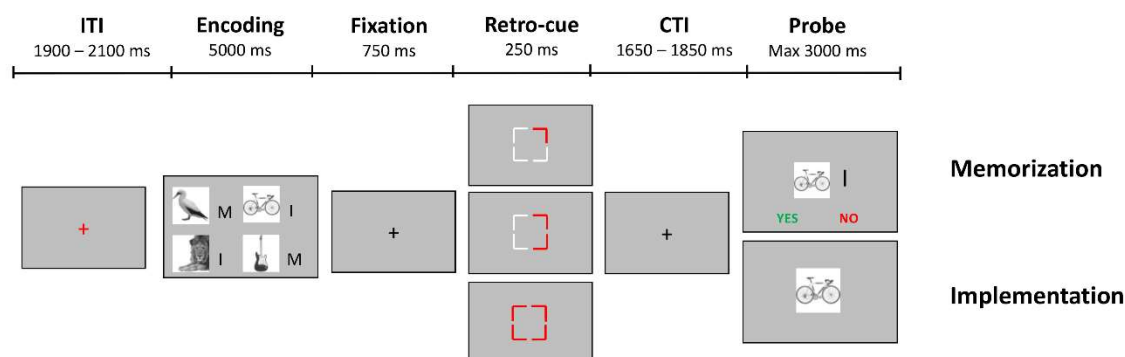 ITI
1900 – 2100 ms
Encoding
5000 ms
Fixation
750 ms
Retro-cue
250 ms
CTI
1650 – 1850 ms
Probe
Max 3000 ms
+
M I
I M
+
+
I
YES NO
Memorization
Implementation